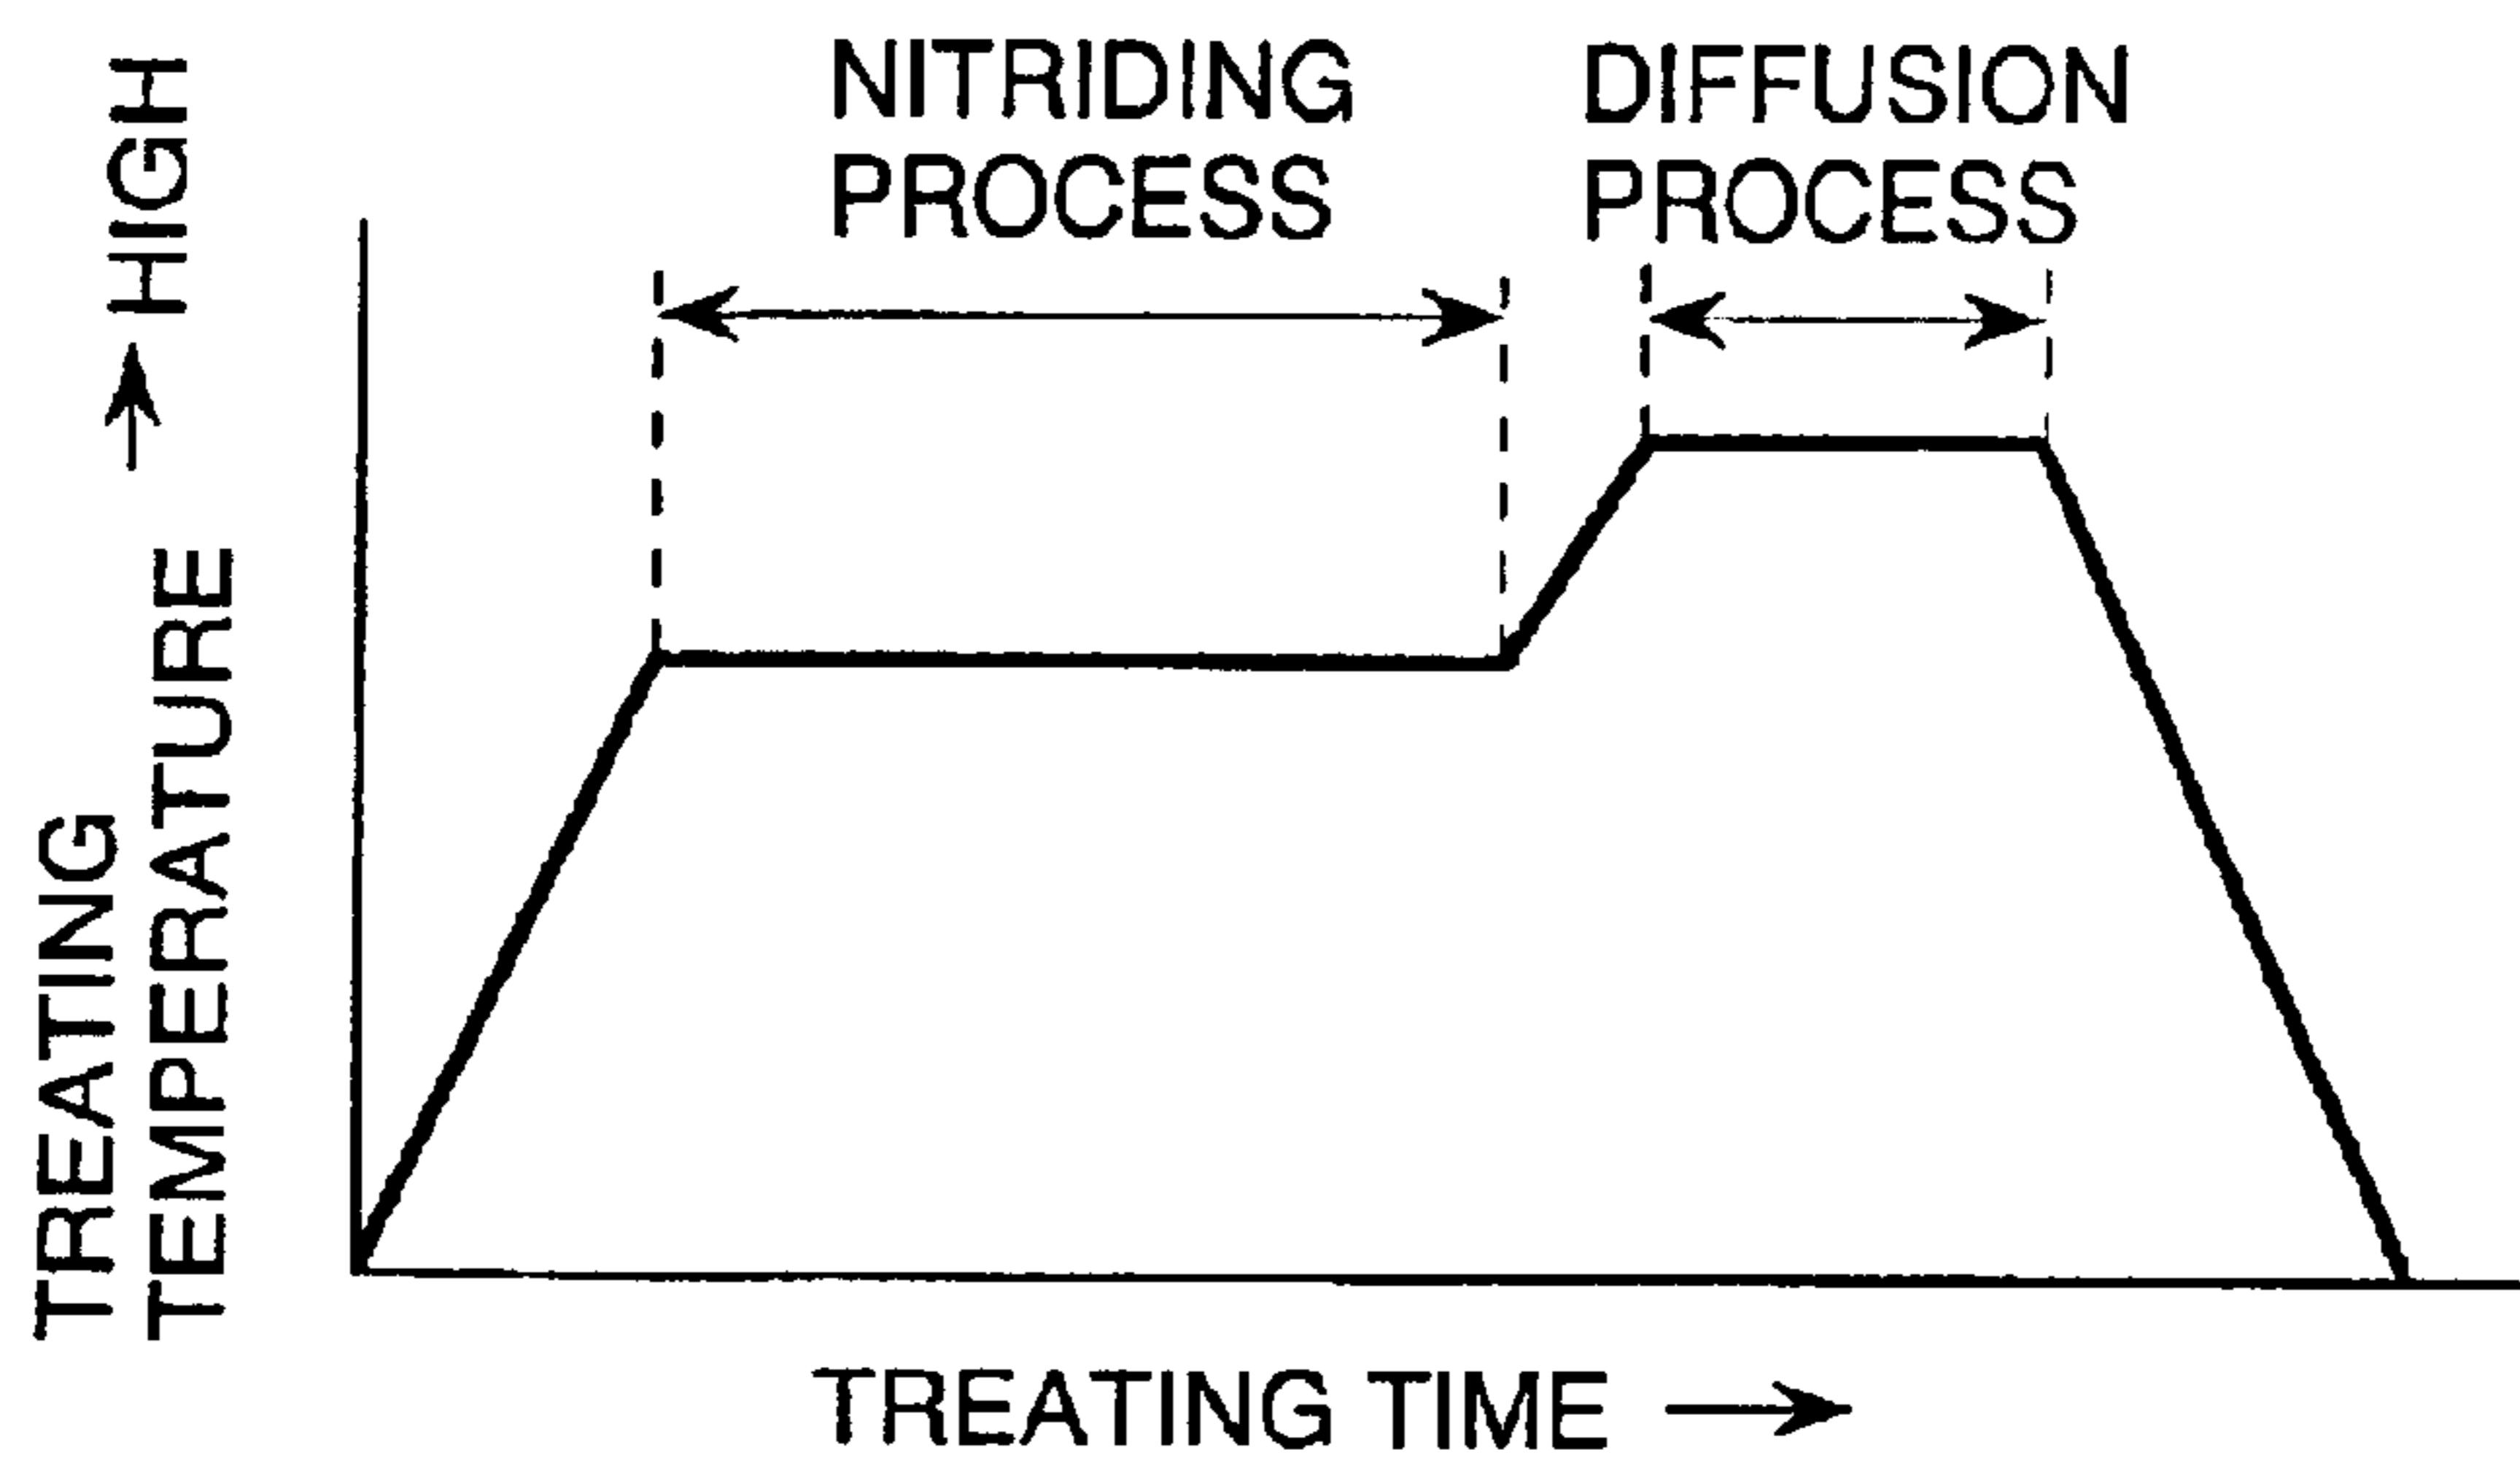 NITRIDING
PROCESS
DIFFUSION
PROCESS
TREATING
TEMPERATURE
HIGH
TREATING TIME